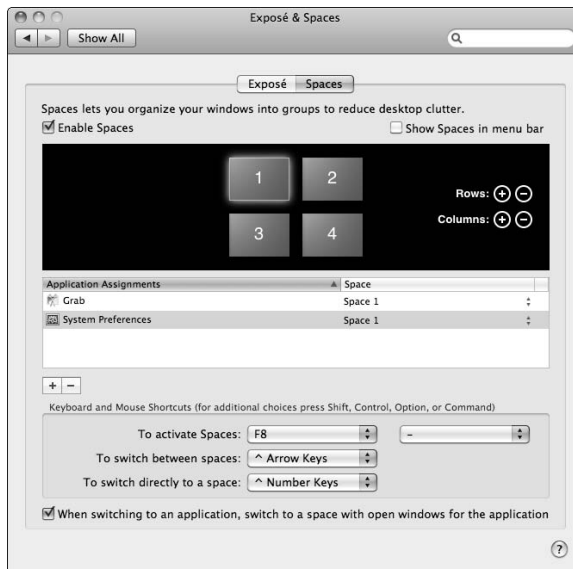 Exposé & Spaces
Show All
Exposé Spaces
Spaces lets you organize your windows into groups to reduce desktop clutter.
Enable Spaces Show Spaces in menu bar
1 2
Rows: + −
Columns: + −
3 4
Application Assignments Space
Grab Space 1
System Preferences Space 1
+ −
Keyboard and Mouse Shortcuts (for additional choices press Shift, Control, Option, or Command)
To activate Spaces: F8 –
To switch between spaces: ^ Arrow Keys
To switch directly to a space: ^ Number Keys
When switching to an application, switch to a space with open windows for the application
?